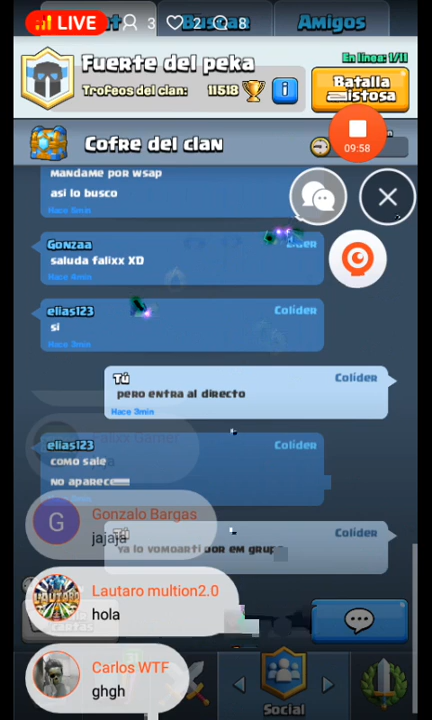 LIVE 3 2 8
Buscar
Amigos
Fuerte del peka
En línea: 1/11
Trofeos del clan: 11518
Batalla
amistosa
Cofre del clan
09:58
MANDAME POR WSAP
asi lo busco
Hace 5min
Gonzaa
Líder
saluda falixx XD
Hace 4min
elias123
Colíder
si
Hace 3min
Tú
Colíder
pero entra al directo
Hace 3min
elias123
Colíder
como sale
no aparece
Gonzalo Bargas
G
jajaja
Tú
Colíder
Lautaro multion2.0
hola
Carlos WTF
ghgh
Social